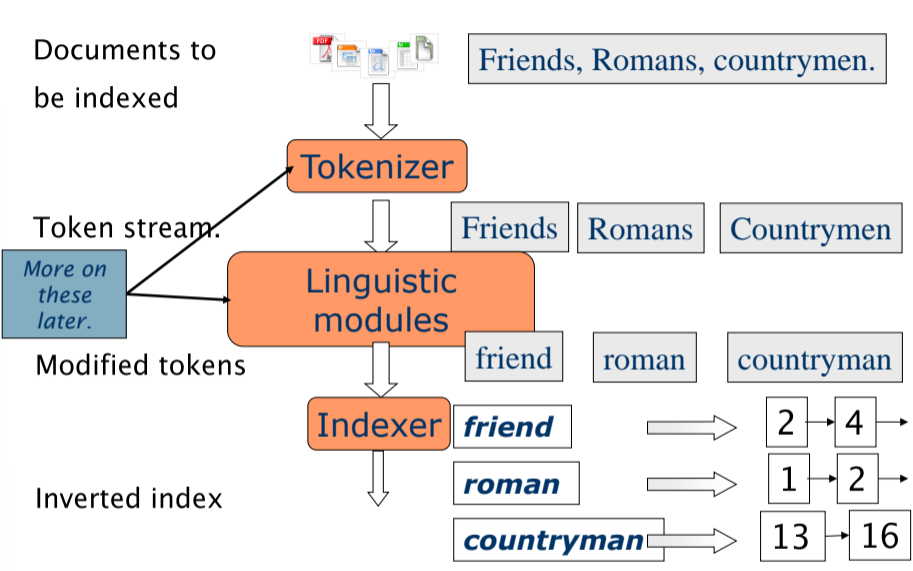 Documents to
be indexed
PDF
Friends, Romans, countrymen.
Tokenizer
Token stream.
Friends
Romans
Countrymen
More on
these
later.
Linguistic
modules
Modified tokens
friend
roman
countryman
Indexer
friend
2
4
roman
1
2
Inverted index
countryman
13
16